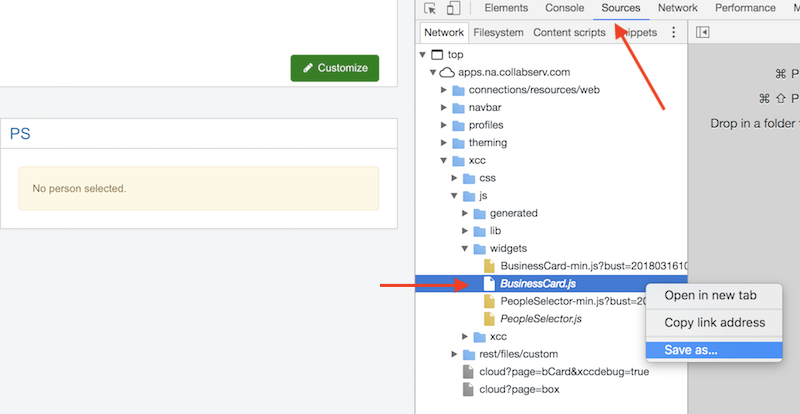 Customize
PS
No person selected.
Elements Console Sources Network Performance
Network Filesystem Content scripts nippets
top
apps.na.collabserv.com
connections/resources/web
navbar
profiles
theming
xcc
css
js
generated
lib
widgets
BusinessCard-min.js?bust=2018031610
BusinessCard.js
PeopleSelector-min.js?bust=20
PeopleSelector.js
xcc
rest/files/custom
cloud?page=bCard&xccdebug=true
cloud?page=box
⌘ P
⌘ ⇧ P
Drop in a folder
Open in new tab
Copy link address
Save as...